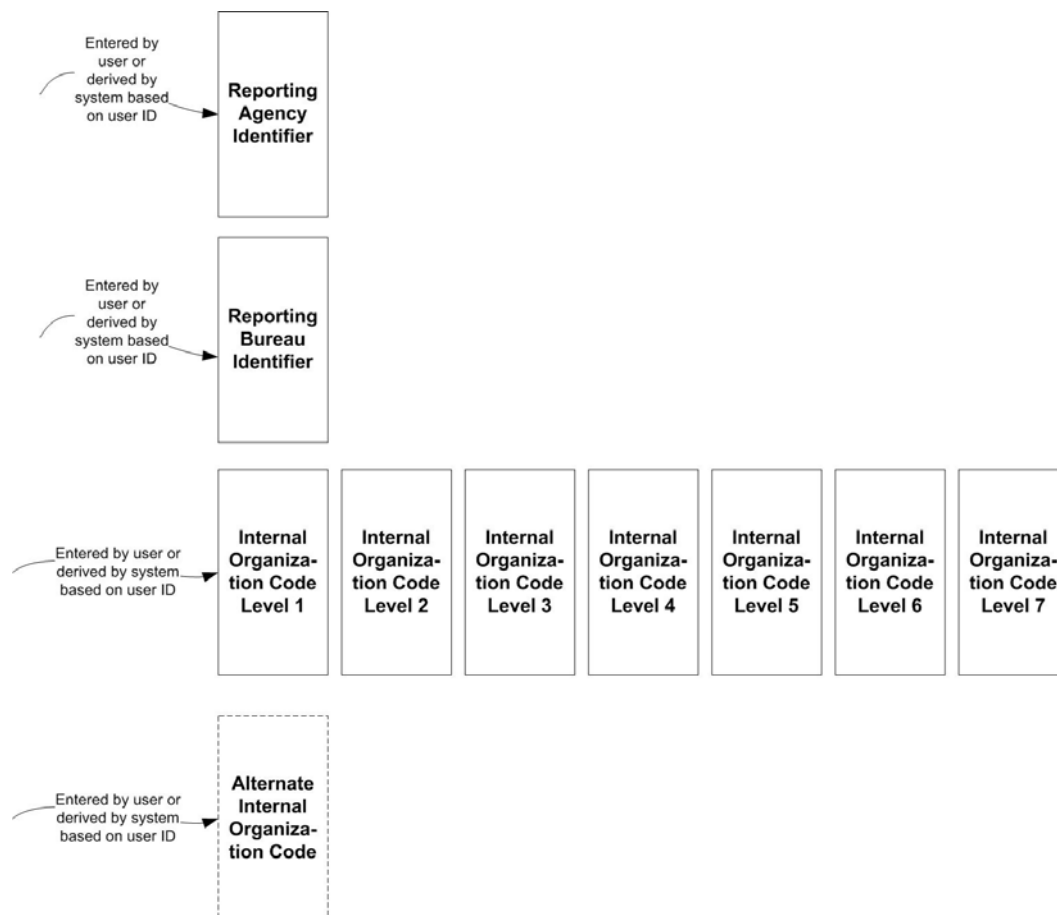 Entered by
user or
derived by
system based
on user ID
Reporting
Agency
Identifier
Entered by
user or
derived by
system based
on user ID
Reporting
Bureau
Identifier
Entered by user or
derived by system
based on user ID
Internal
Organiza-
tion Code
Level 1
Internal
Organiza-
tion Code
Level 2
Internal
Organiza-
tion Code
Level 3
Internal
Organiza-
tion Code
Level 4
Internal
Organiza-
tion Code
Level 5
Internal
Organiza-
tion Code
Level 6
Internal
Organiza-
tion Code
Level 7
Entered by user or
derived by system
based on user ID
Alternate
Internal
Organiza-
tion Code